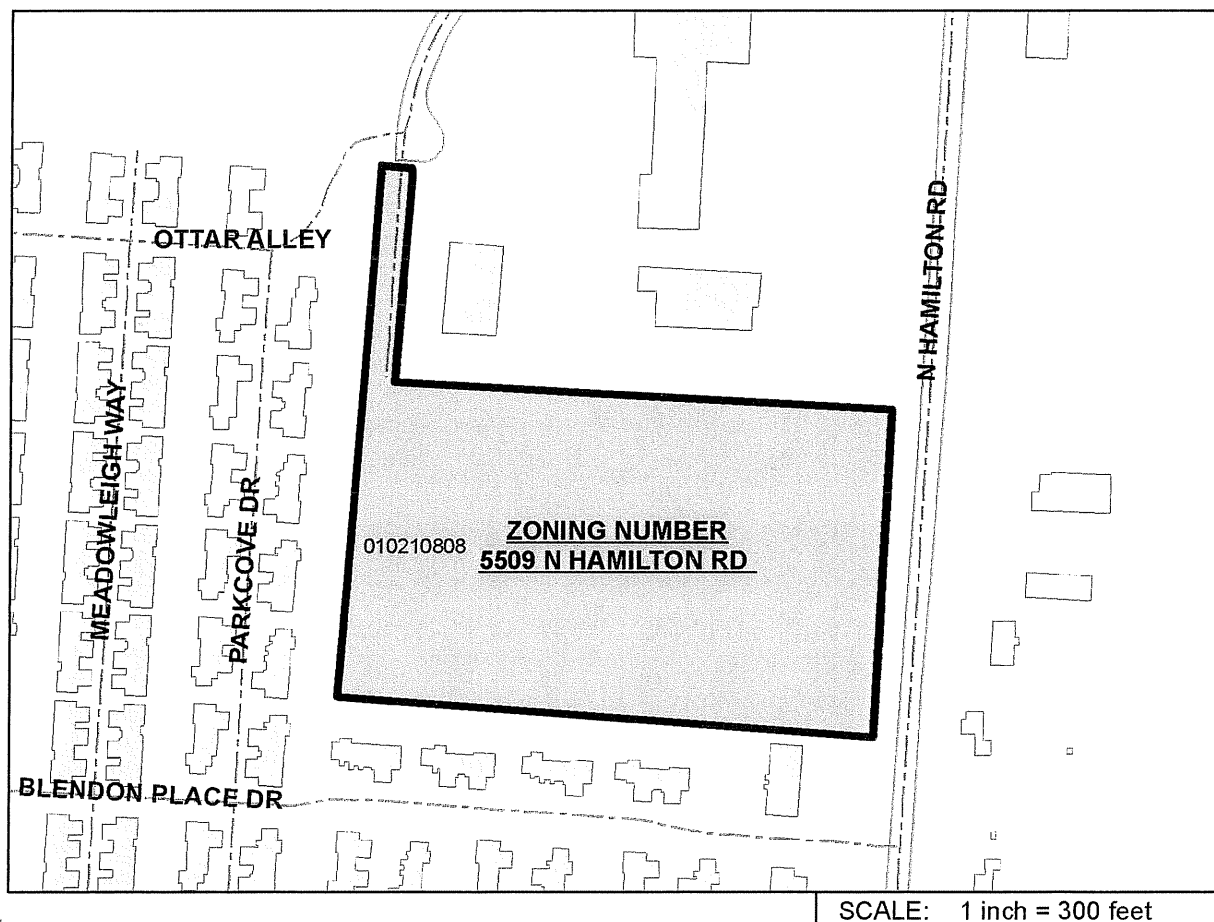 N HAMILTON RD
OTTAR ALLEY
MEADOWLEIGH WAY
PARKCOVE DR
ZONING NUMBER
010210808
5509 N HAMILTON RD
BLENDON PLACE DR
SCALE: 1 inch = 300 feet